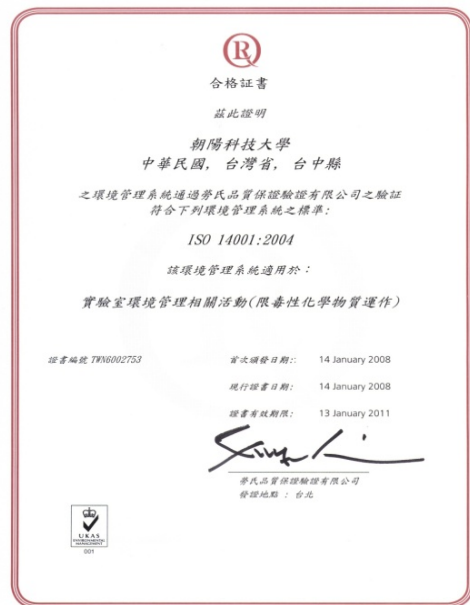 LRQ
合格証書
茲此證明
朝陽科技大學
中華民國, 台灣省, 台中縣
之環境管理系統通過勞氏品質保證驗證有限公司之驗証
符合下列環境管理系統之標準:
ISO 14001:2004
該環境管理系統適用於：
實驗室環境管理相關活動(限毒性化學物質運作)
證書編號 TWN6002753 首次頒發日期: 14 January 2008
現行證書日期: 14 January 2008
證書有效期限: 13 January 2011
勞氏品質保證驗證有限公司
發證地點 : 台北
UKAS
ENVIRONMENTAL
MANAGEMENT
001